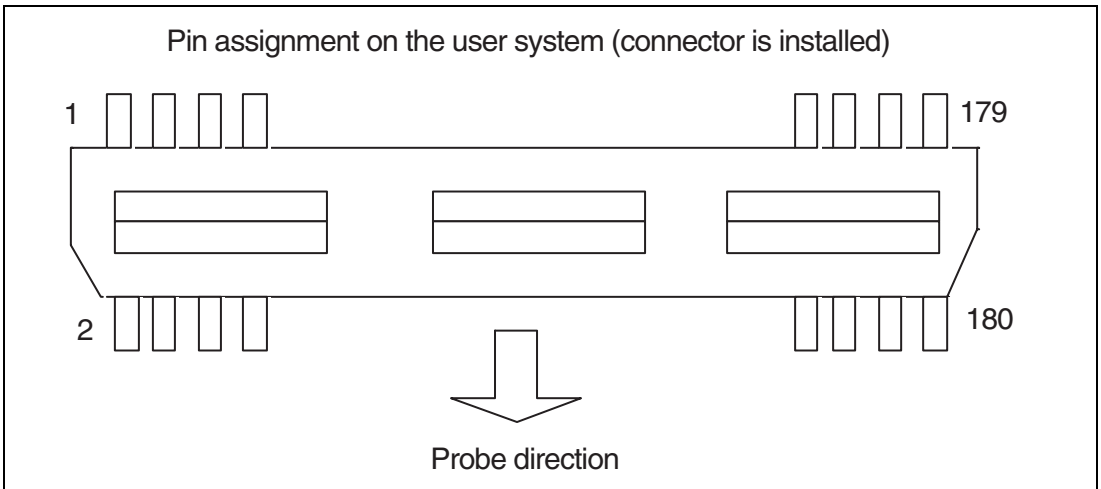 Pin assignment on the user system (connector is installed)
1
179
2
180
Probe direction